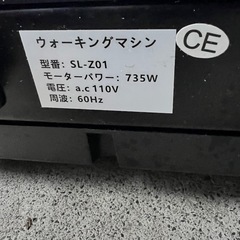 ウォーキングマシン
型番：SL-Z01
モーターパワー：735W
電圧：a.c110V
周波：60Hz
CE